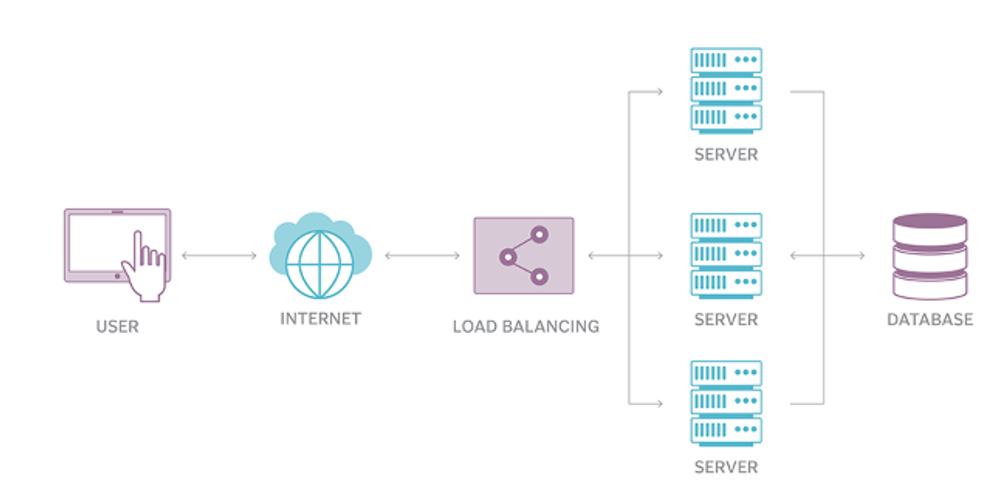 SERVER
USER
INTERNET
LOAD BALANCING
SERVER
DATABASE
SERVER